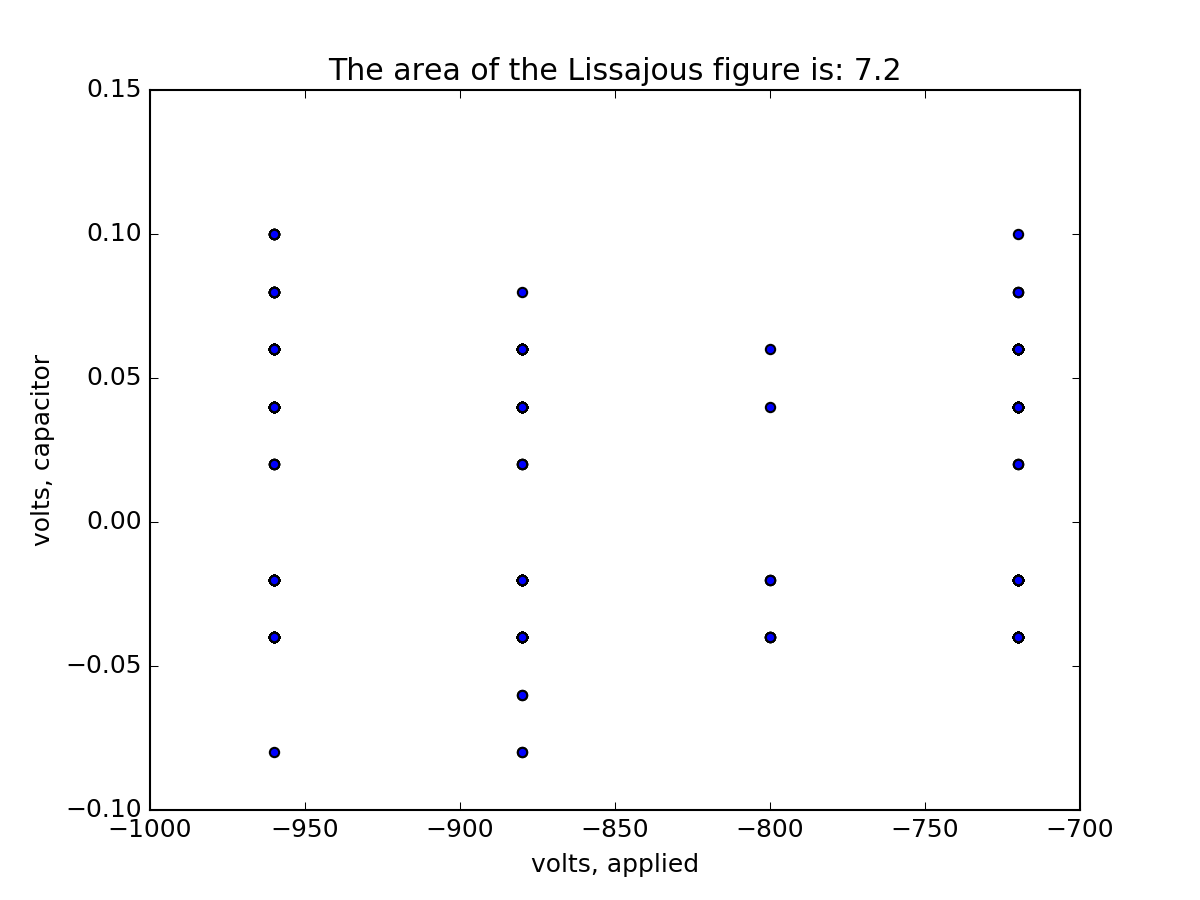 The area of the Lissajous figure is: 7.2
0.15
0.10
0.05
0.00
−0.05
−0.10
volts, capacitor
−1000 −950 −900 −850 −800 −750 −700
volts, applied